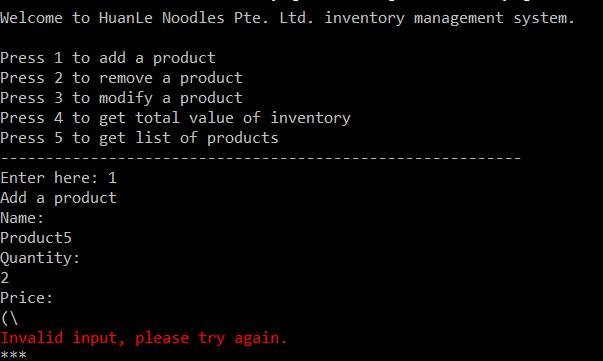 Welcome to HuanLe Noodles Pte. Ltd. inventory management system.
Press 1 to add a product
Press 2 to remove a product
Press 3 to modify a product
Press 4 to get total value of inventory
Press 5 to get list of products
----------------------------------------------------------
Enter here: 1
Add a product
Name:
Product5
Quantity:
2
Price:
(\
Invalid input, please try again.
***